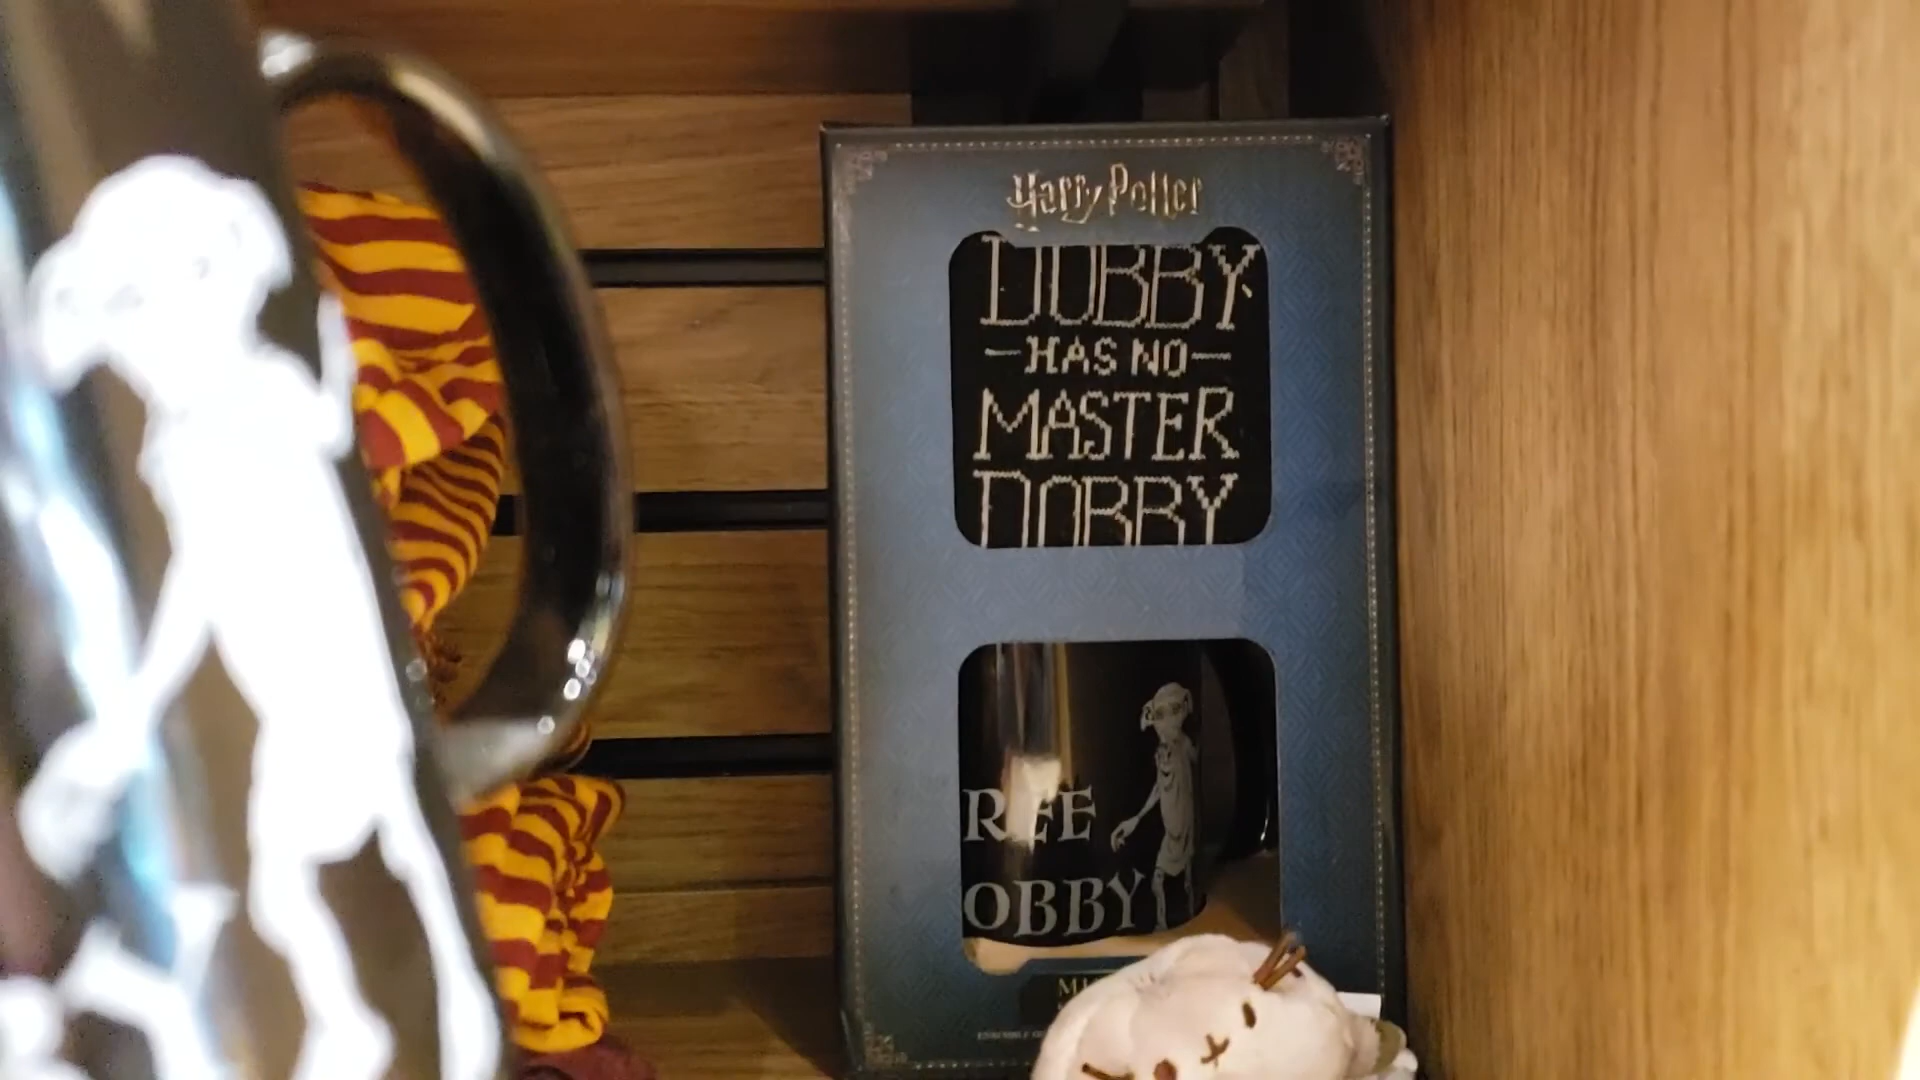 Harry Potter
DOBBY
HAS NO
MASTER
DOBBY
REE
OBBY